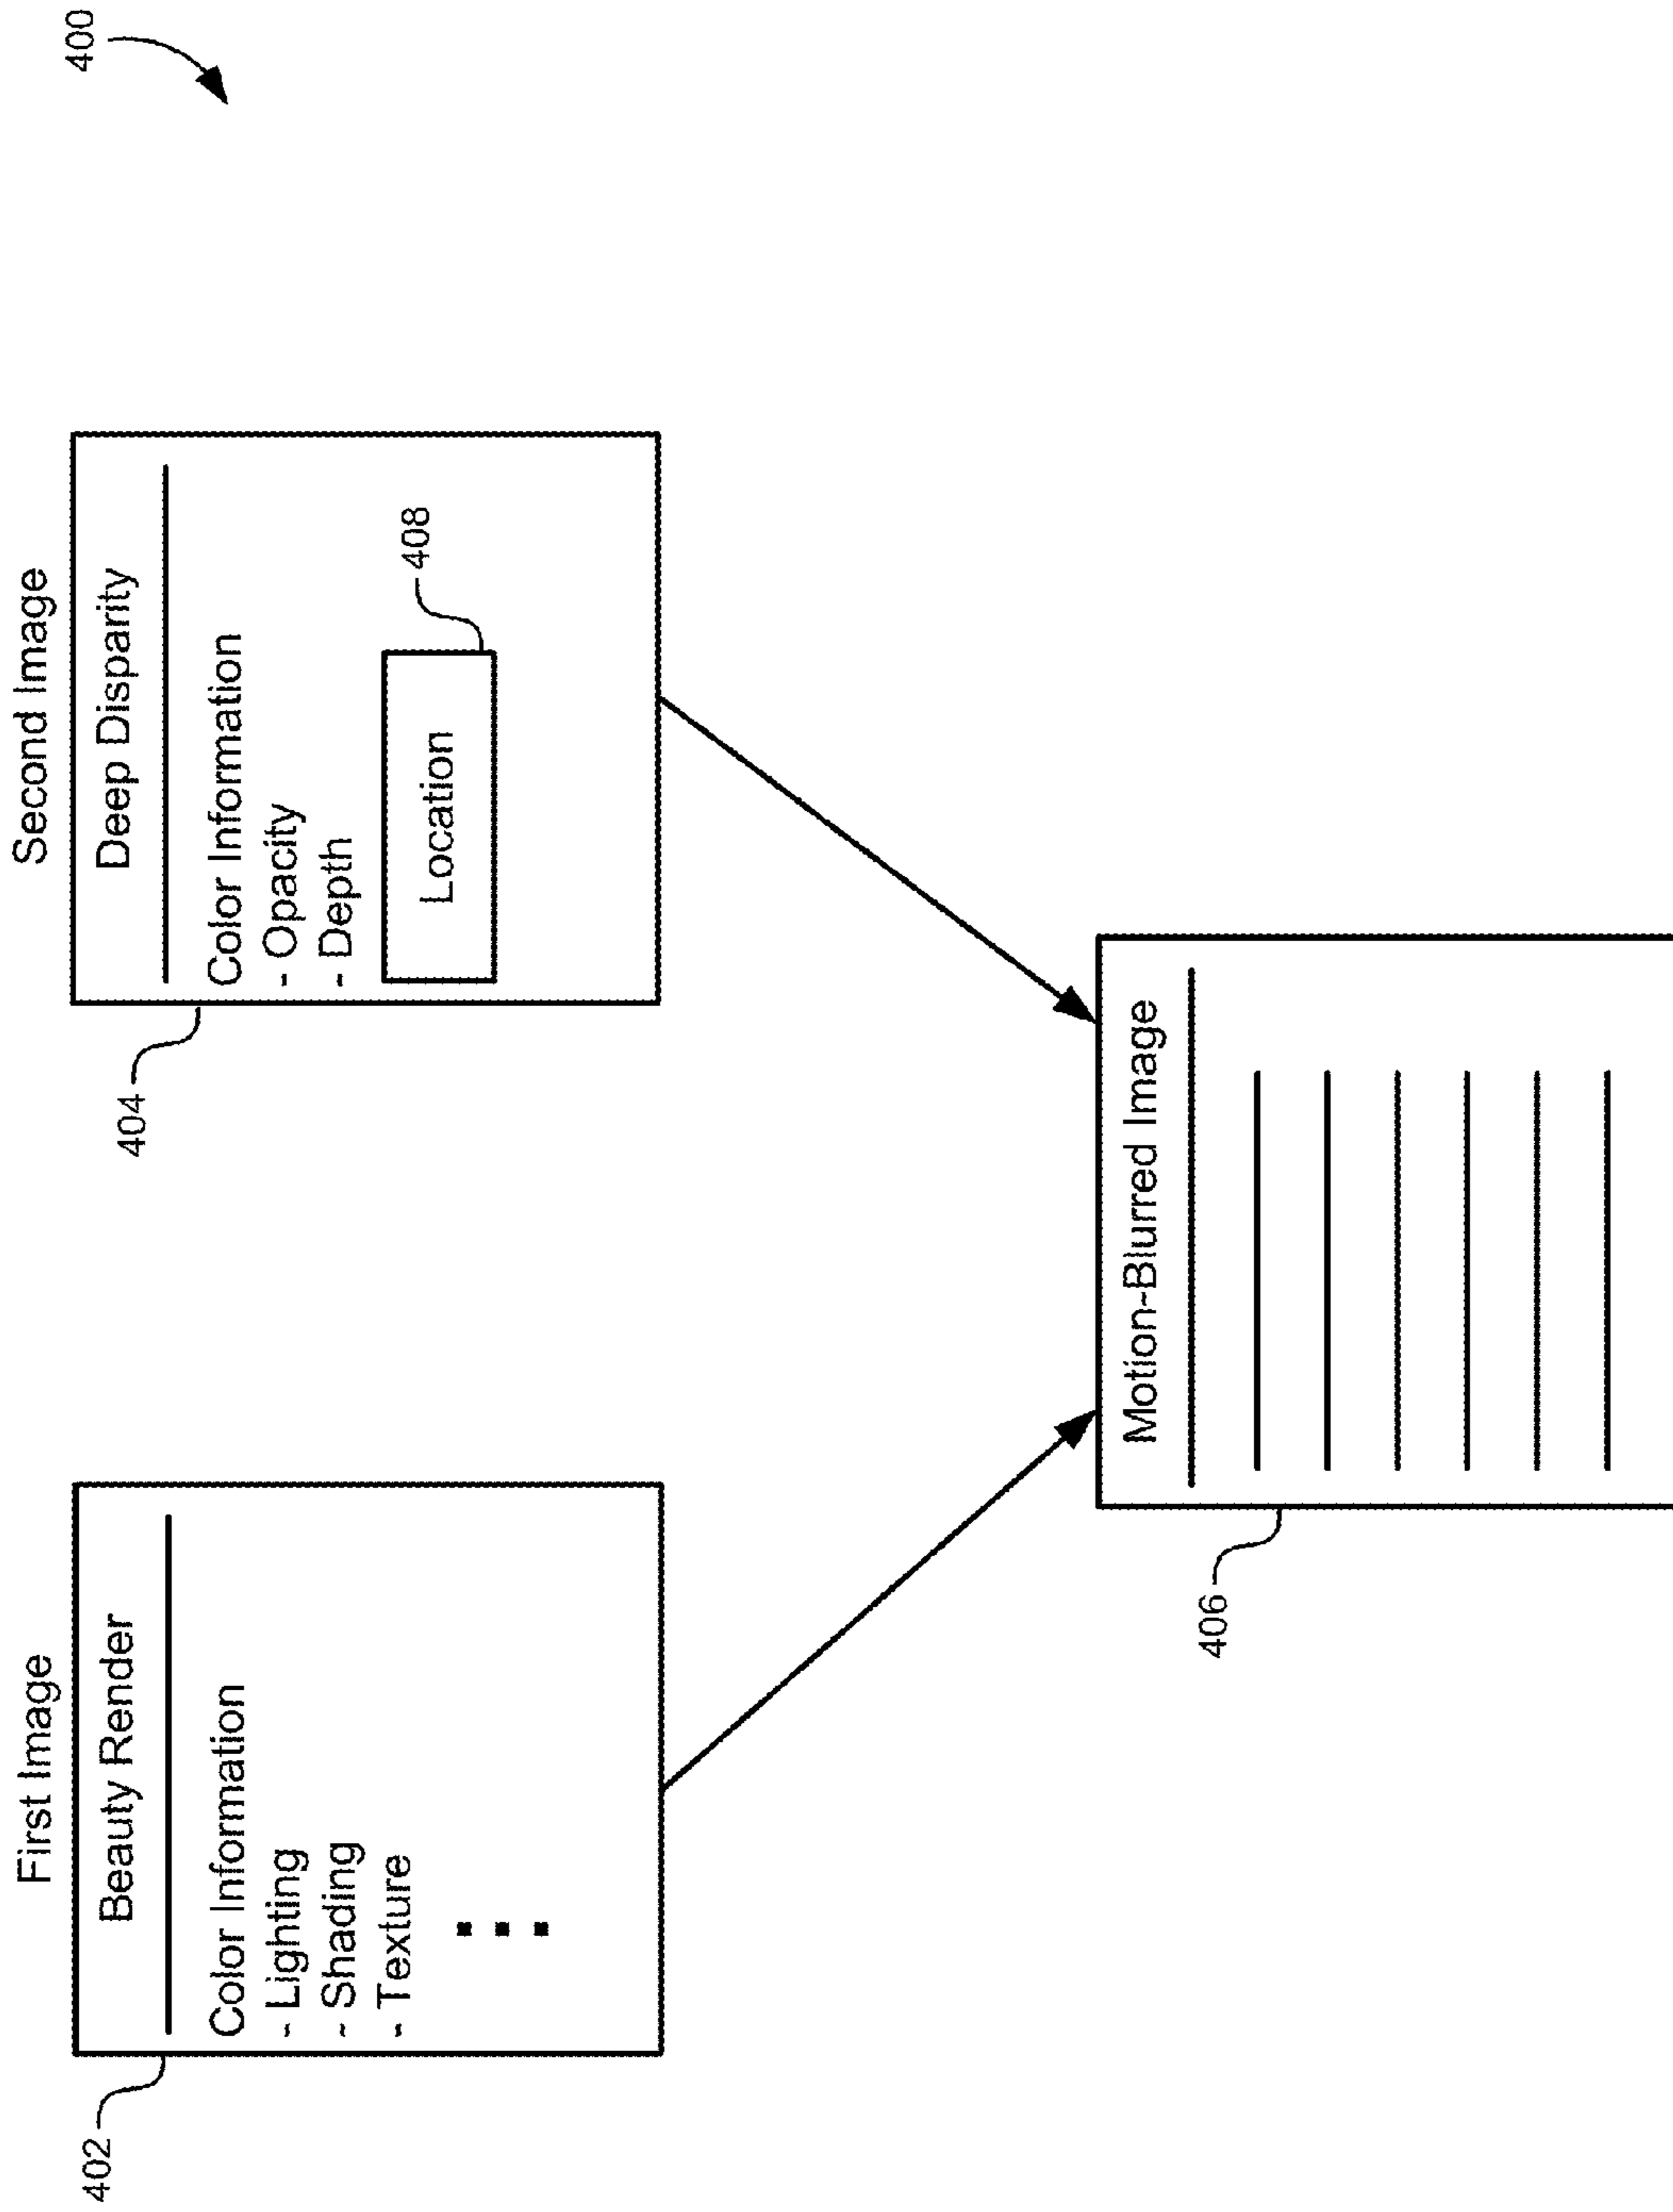 400
First Image
402
Beauty Render
Color Information
- Lighting
- Shading
- Texture
Second Image
404
Deep Disparity
Color Information
- Opacity
- Depth
Location
408
406
Motion-Blurred Image